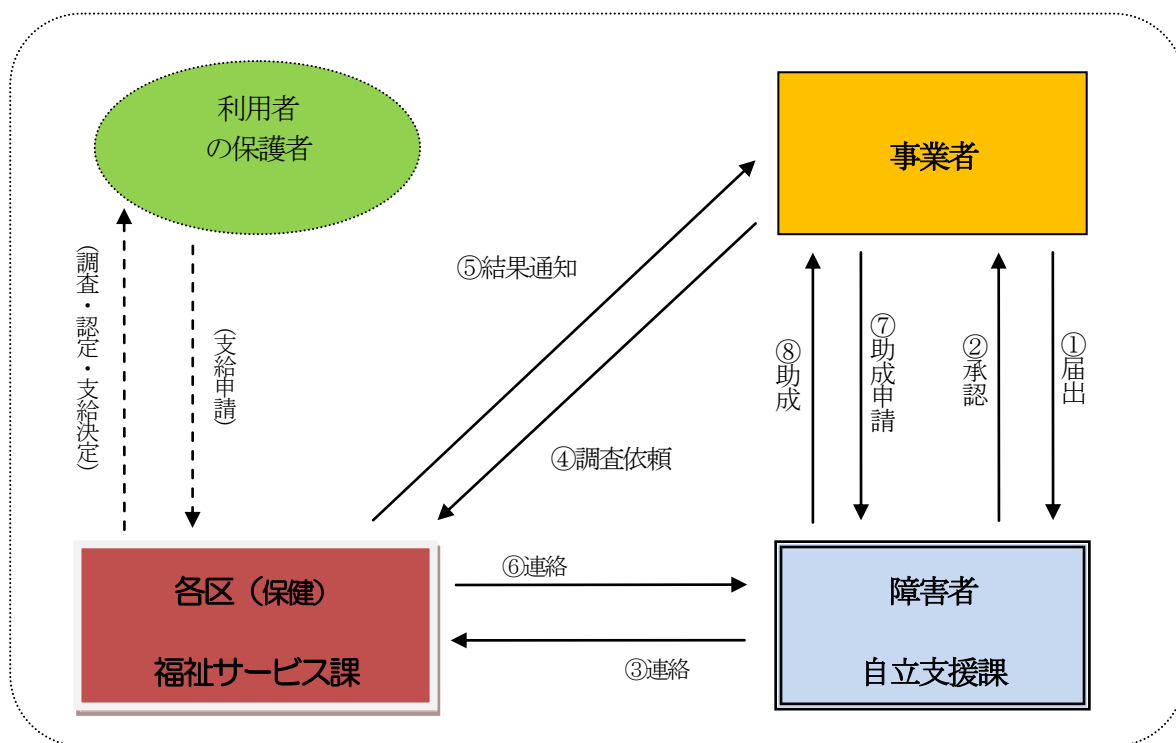 利用者
の保護者
事業者
⑤結果通知
④調査依頼
(調査・認定・支給決定)
(支給申請)
⑧助成
⑦助成申請
②承認
①届出
各区（保健）
福祉サービス課
⑥連絡
③連絡
障害者
自立支援課